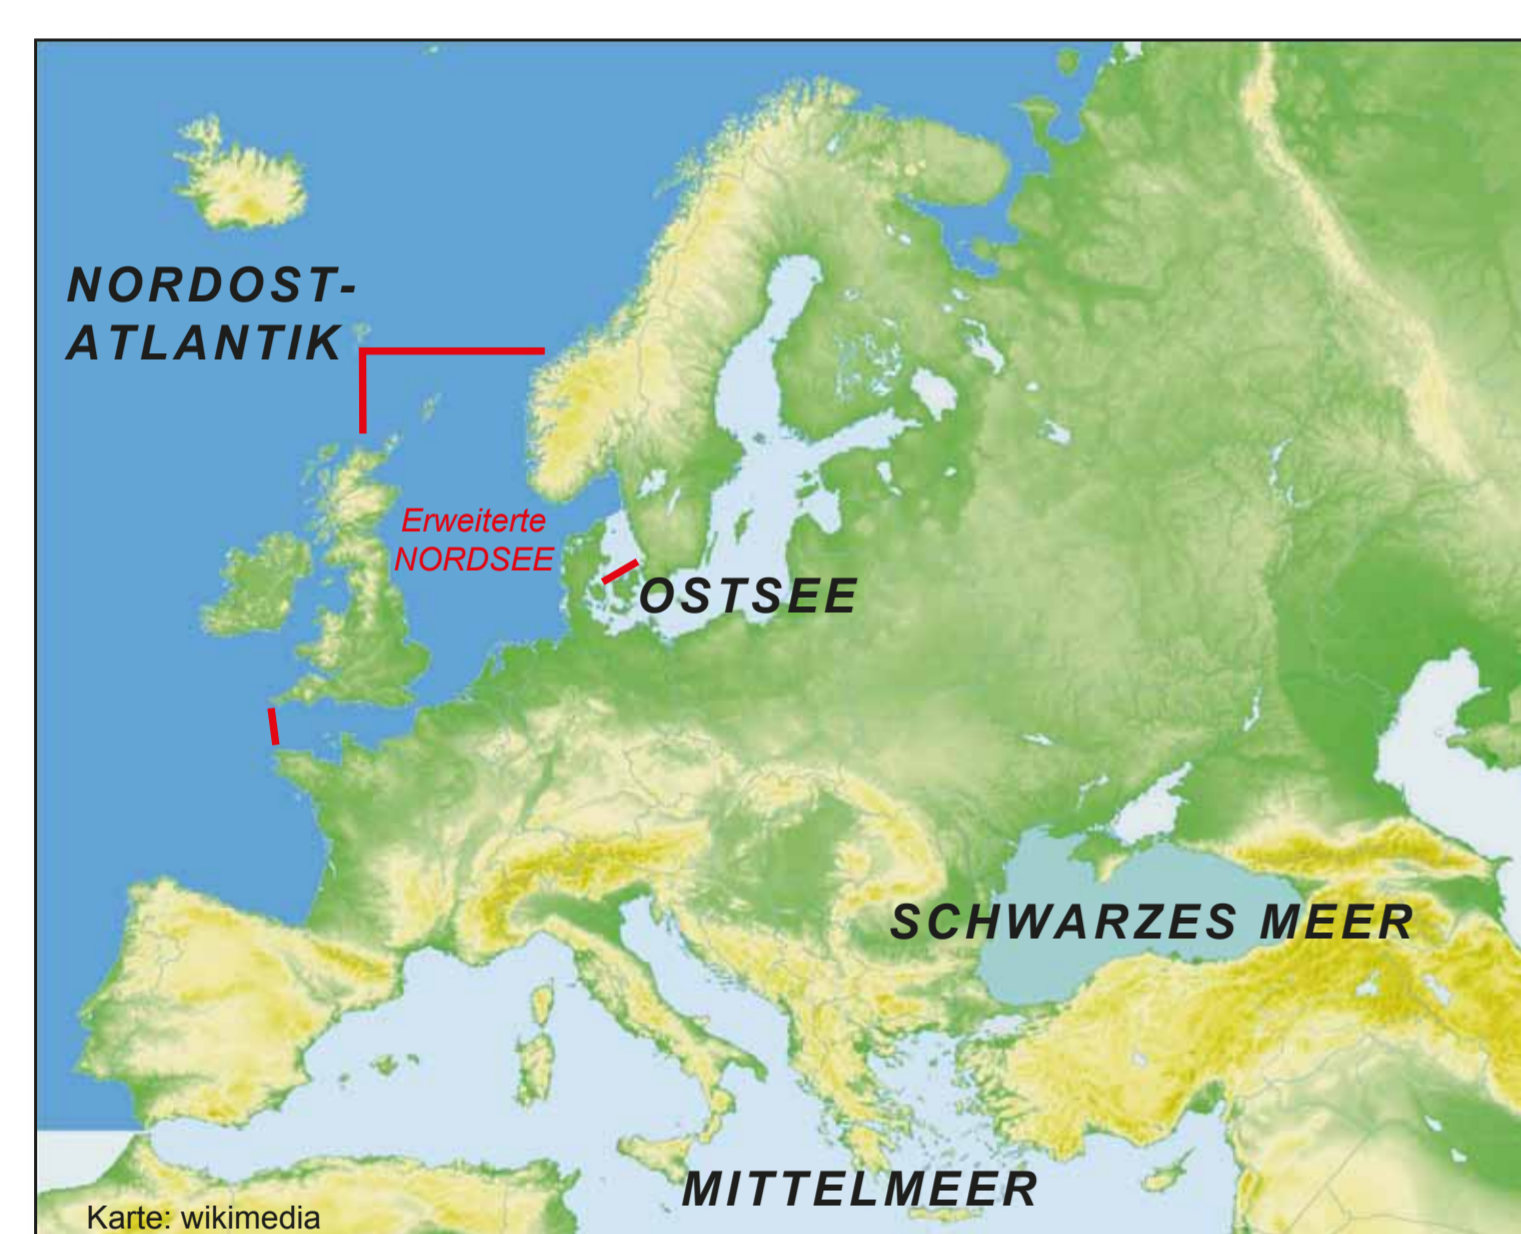 NORDOST-
ATLANTIK
Erweiterte
NORDSEE
OSTSEE
SCHWARZES MEER
MITTELMEER
Karte: wikimedia